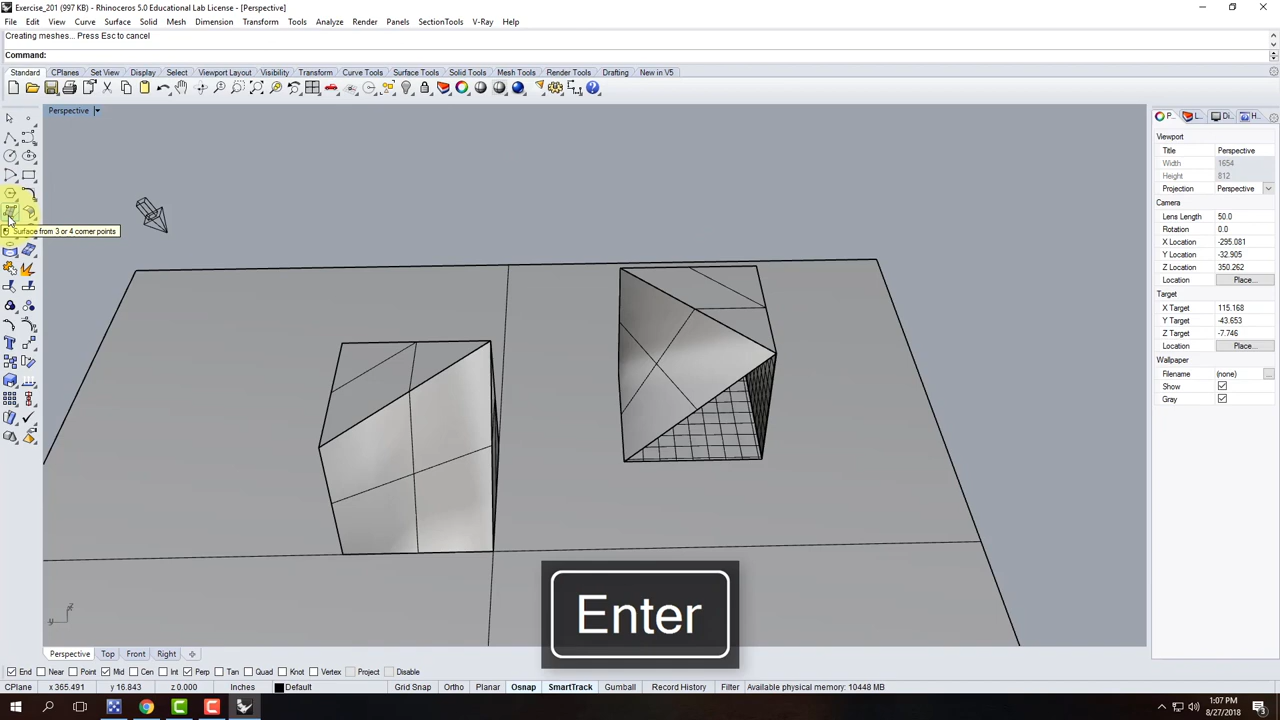 Exercise_201 (997 KB) - Rhinoceros 5.0 Educational Lab License - [Perspective]
File Edit View Curve Surface Solid Mesh Dimension Transform Tools Analyze Render Panels SectionTools V-Ray Help
Creating meshes... Press Esc to cancel
Command:
Standard CPlanes Set View Display Select Viewport Layout Visibility Transform Curve Tools Surface Tools Solid Tools Mesh Tools Render Tools Drafting New in V5
Perspective
P... L... Di... H...
Viewport
Title Perspective
Width 1654
Height 812
Projection Perspective
Camera
Lens Length 50.0
Rotation 0.0
X Location -295.081
Y Location -32.905
Z Location 350.262
Location Place...
Target
X Target 115.168
Y Target -43.653
Z Target -7.746
Location Place...
Wallpaper
Filename (none) ...
Show
Gray
Surface from 3 or 4 corner points
Enter
z
y
Perspective Top Front Right
End Near Point Mid Cen Int Perp Tan Quad Knot Vertex Project Disable
CPlane x 365.491 y 16.843 z 0.000 Inches Default Grid Snap Ortho Planar Osnap SmartTrack Gumball Record History Filter Available physical memory: 10448 MB
1:07 PM
8/27/2018
3